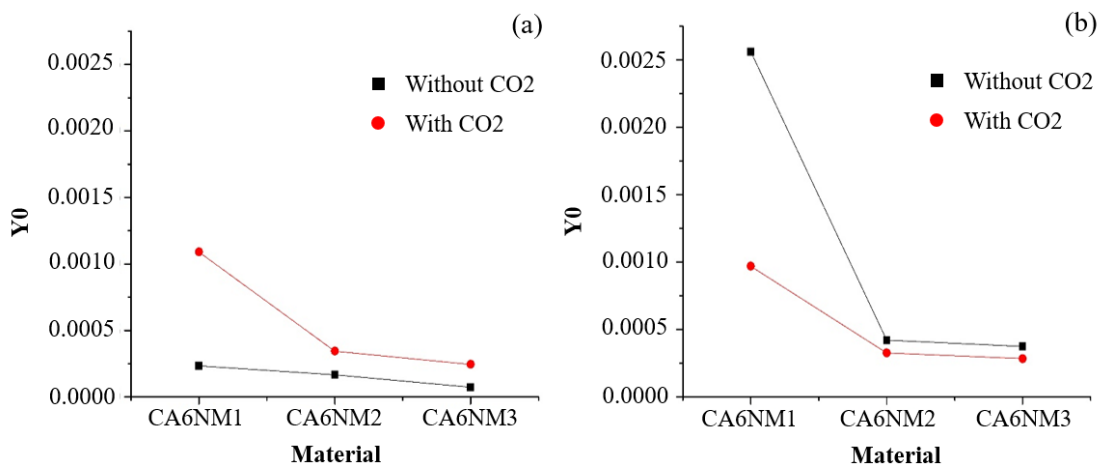 (a)
0.0025
0.0020
0.0015
0.0010
0.0005
0.0000
Y0
Without CO2
With CO2
CA6NM1 CA6NM2 CA6NM3
Material
(b)
0.0025
0.0020
0.0015
0.0010
0.0005
0.0000
Y0
Without CO2
With CO2
CA6NM1 CA6NM2 CA6NM3
Material